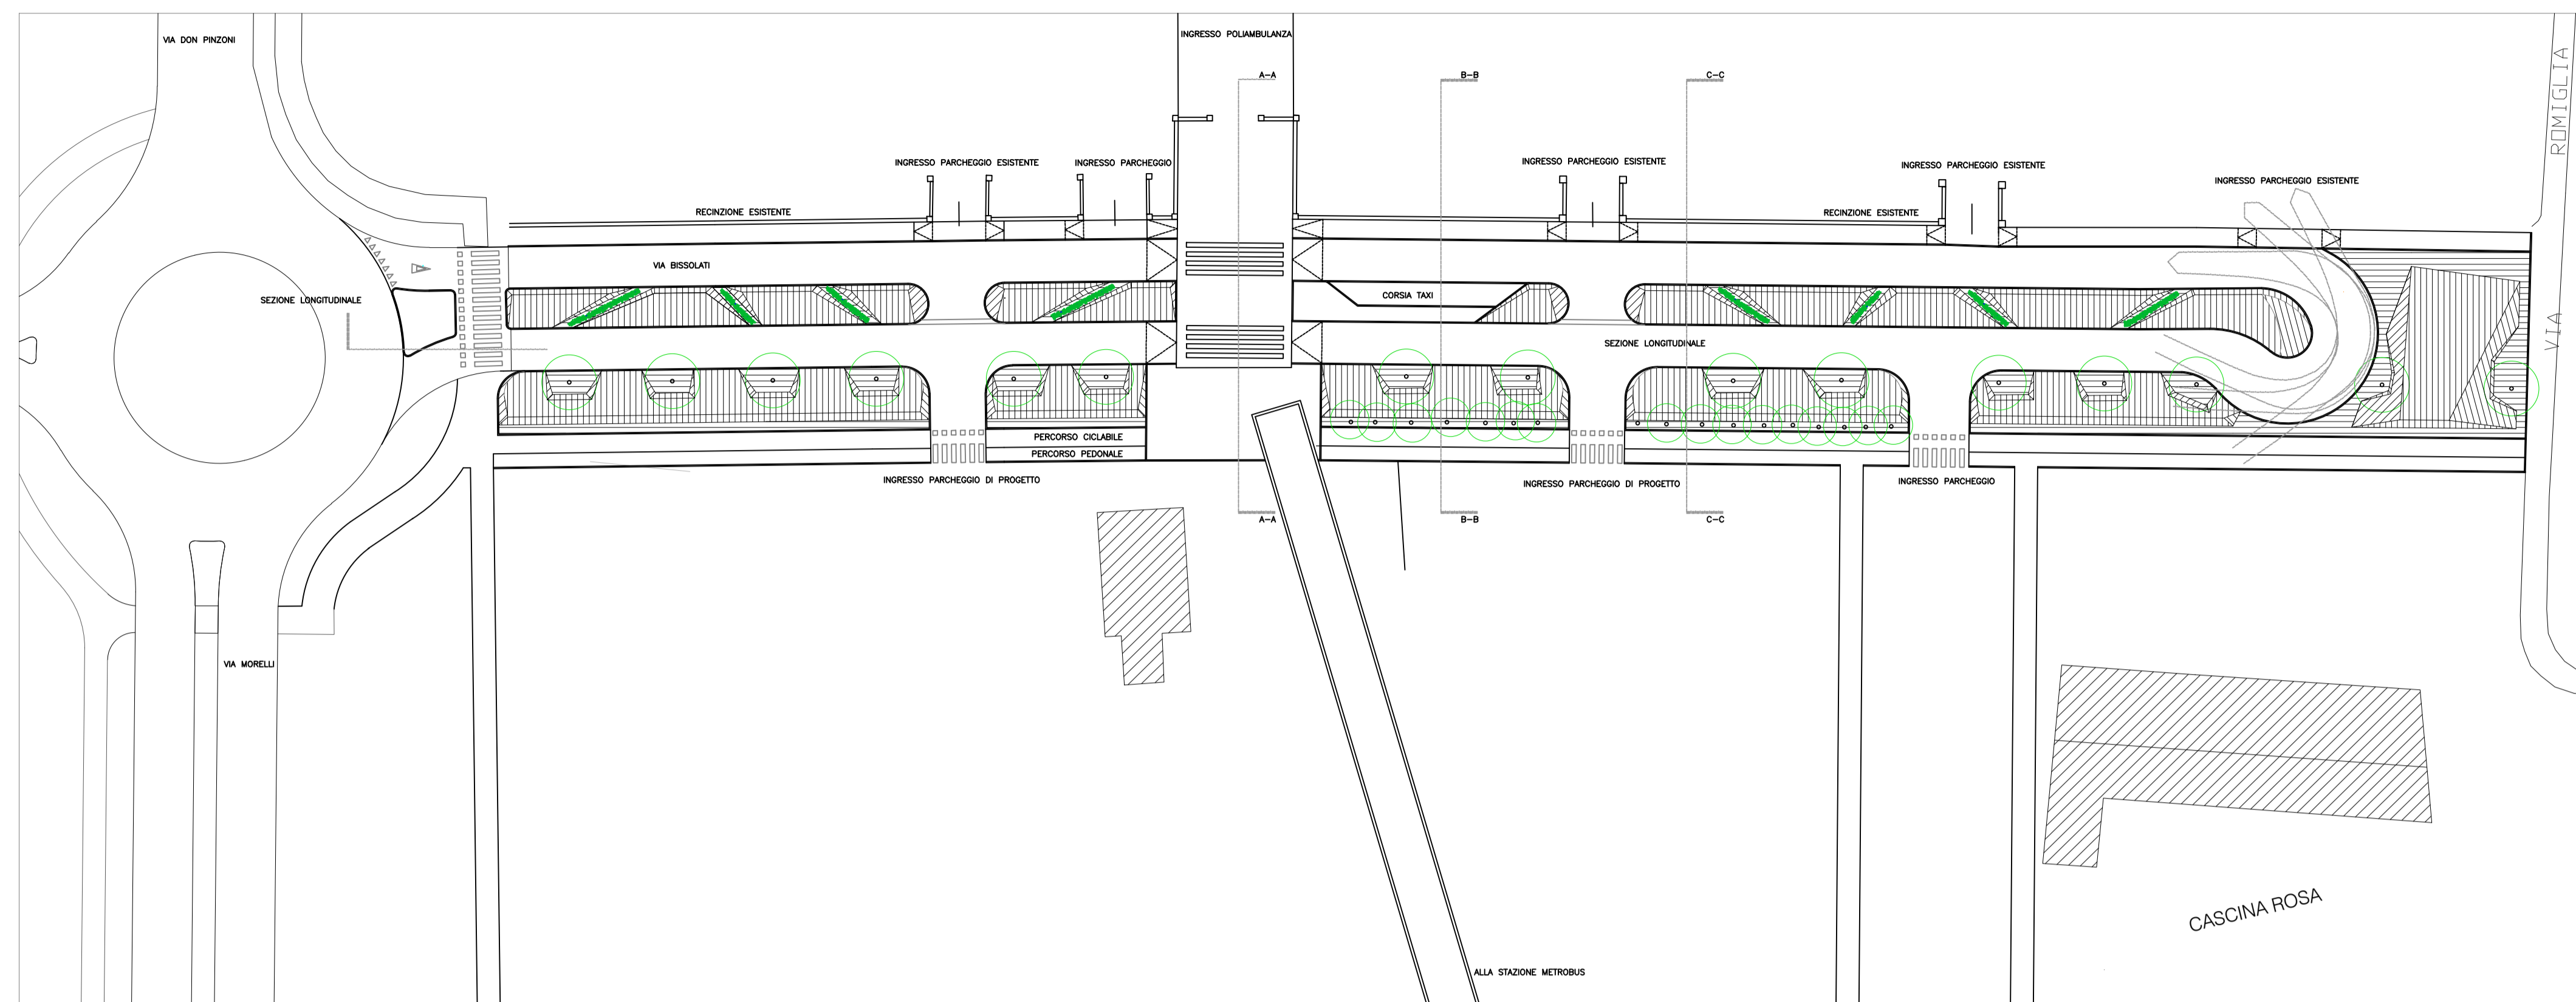 VIA DON PINZONI
INGRESSO POLIAMBULANZA
A-A
B-B
C-C
ROMIGLIA
VIA
INGRESSO PARCHEGGIO ESISTENTE
INGRESSO PARCHEGGIO
INGRESSO PARCHEGGIO ESISTENTE
INGRESSO PARCHEGGIO ESISTENTE
INGRESSO PARCHEGGIO ESISTENTE
RECINZIONE ESISTENTE
RECINZIONE ESISTENTE
VIA BISSOLATI
SEZIONE LONGITUDINALE
CORSIA TAXI
SEZIONE LONGITUDINALE
PERCORSO CICLABILE
PERCORSO PEDONALE
INGRESSO PARCHEGGIO DI PROGETTO
INGRESSO PARCHEGGIO DI PROGETTO
INGRESSO PARCHEGGIO
A-A
B-B
C-C
VIA MORELLI
CASCINA ROSA
ALLA STAZIONE METROBUS